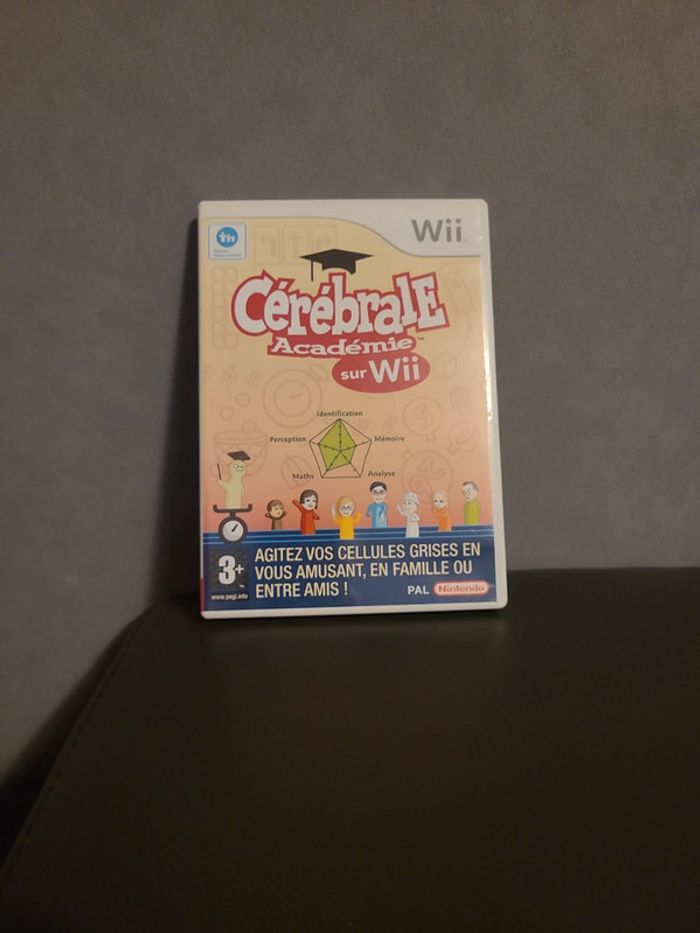 Wii
Cérébrale
Académie™
sur Wii
Identification
Perception
Mémoire
Maths
Analyse
3+
www.pegi.info
AGITEZ VOS CELLULES GRISES EN
VOUS AMUSANT, EN FAMILLE OU
ENTRE AMIS !
PAL
Nintendo